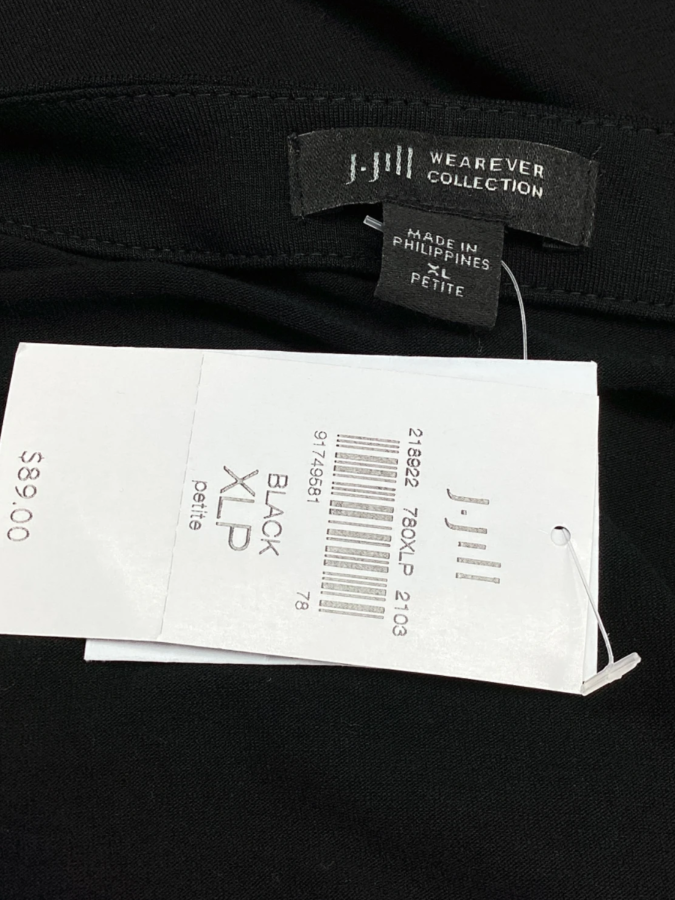 J.Jill WEAREVER
COLLECTION
MADE IN
PHILIPPINES
XL
PETITE
J.Jill
218922 780XLP 2103
91749581 78
BLACK
XLP
petite
$89.00